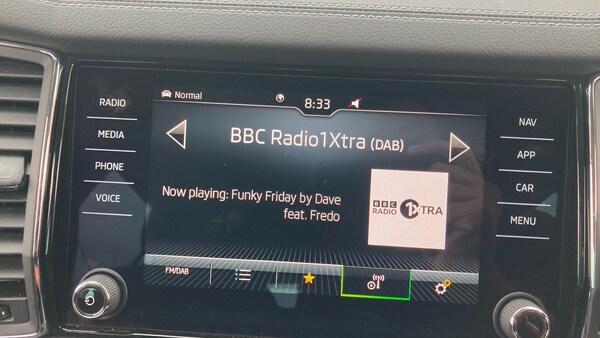 Normal
8:33
RADIO
MEDIA
PHONE
VOICE
BBC Radio1Xtra (DAB)
Now playing: Funky Friday by Dave
feat. Fredo
BBC
RADIO
1XTRA
FM/DAB
NAV
APP
CAR
MENU